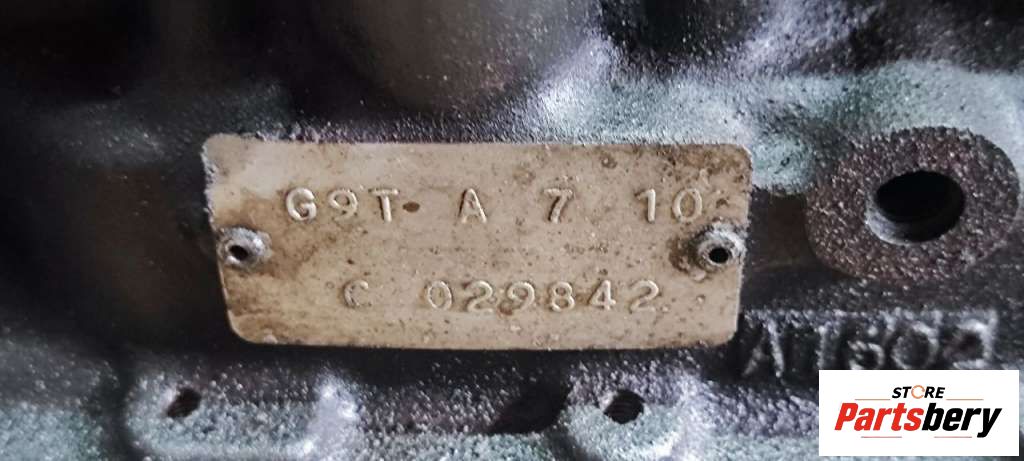 G9T A 7 10
C 029842
STORE
Partsbery